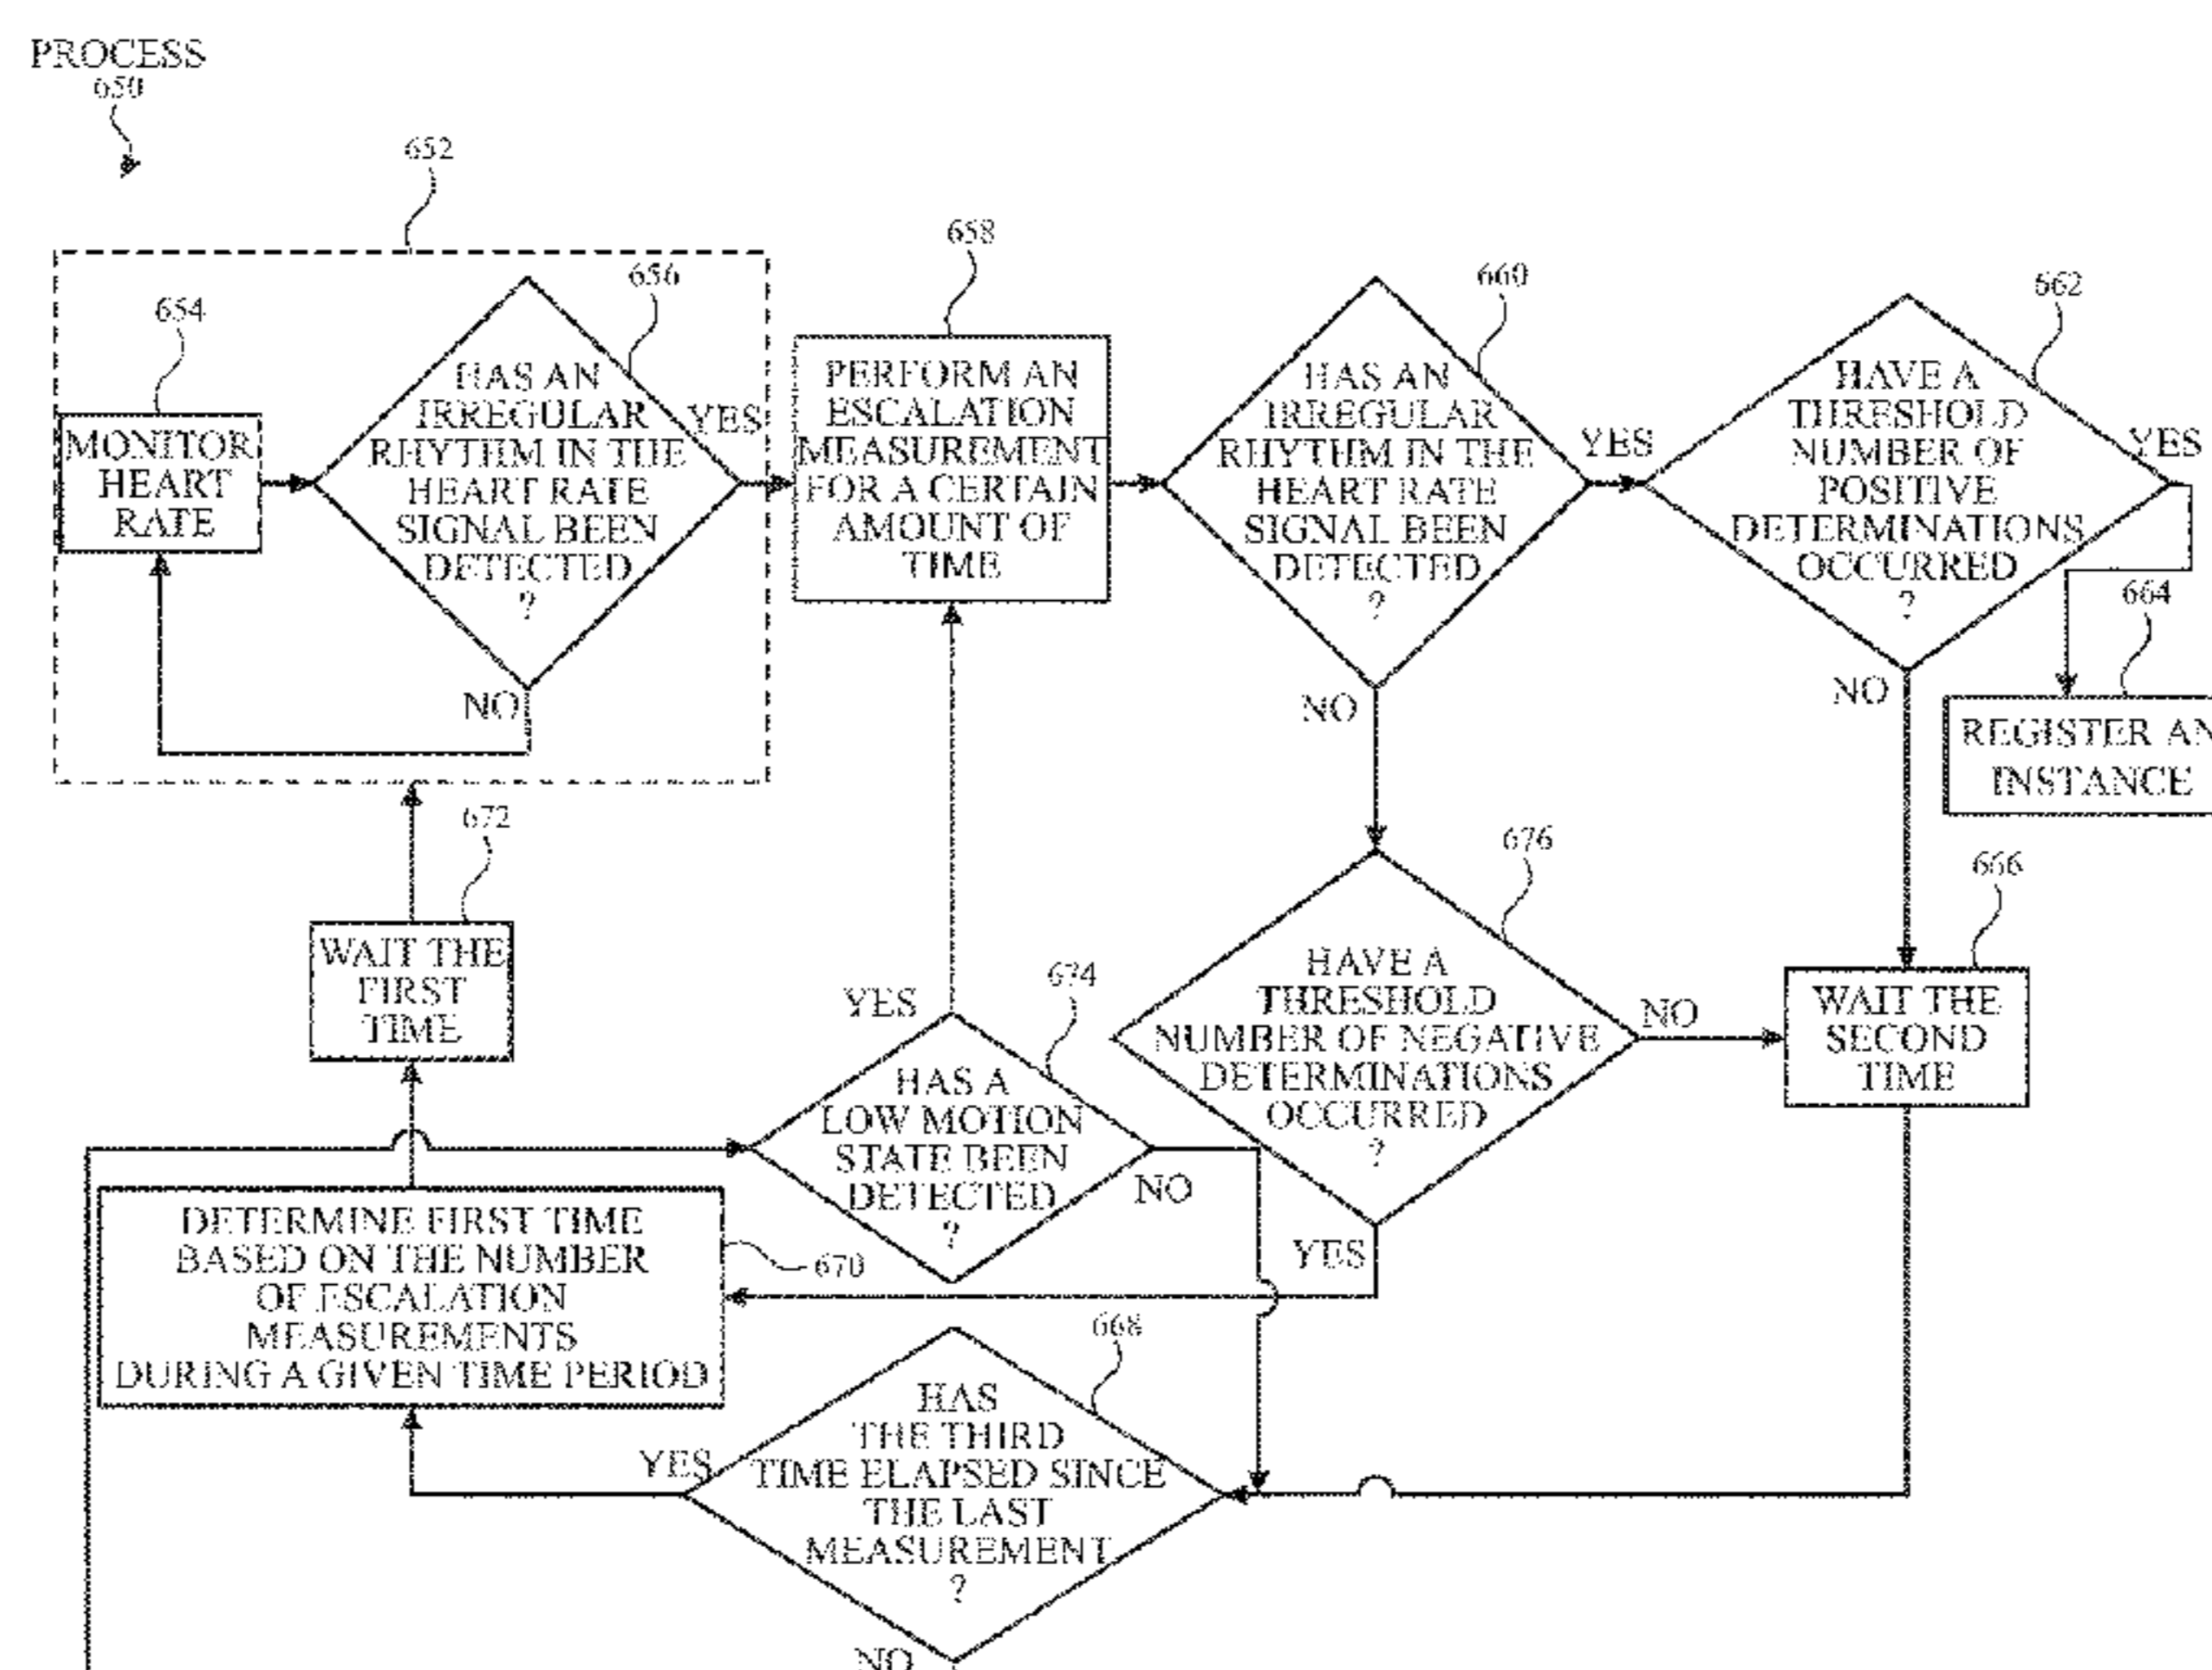 PROCESS
650
652
654
MONITOR
HEART
RATE
656
HAS AN
IRREGULAR
RHYTHM IN THE
HEART RATE
SIGNAL BEEN
DETECTED
?
YES
NO
658
PERFORM AN
ESCALATION
MEASUREMENT
FOR A CERTAIN
AMOUNT OF
TIME
660
HAS AN
IRREGULAR
RHYTHM IN THE
HEART RATE
SIGNAL BEEN
DETECTED
?
YES
NO
662
HAVE A
THRESHOLD
NUMBER OF
POSITIVE
DETERMINATIONS
OCCURRED
?
YES
NO
664
REGISTER AN
INSTANCE
672
WAIT THE
FIRST
TIME
676
HAVE A
THRESHOLD
NUMBER OF NEGATIVE
DETERMINATIONS
OCCURRED
?
NO
YES
666
WAIT THE
SECOND
TIME
674
YES
HAS A
LOW MOTION
STATE BEEN
DETECTED
?
NO
DETERMINE FIRST TIME
BASED ON THE NUMBER
OF ESCALATION
MEASUREMENTS
DURING A GIVEN TIME PERIOD
670
668
HAS
THE THIRD
TIME ELAPSED SINCE
THE LAST
MEASUREMENT
?
YES
NO